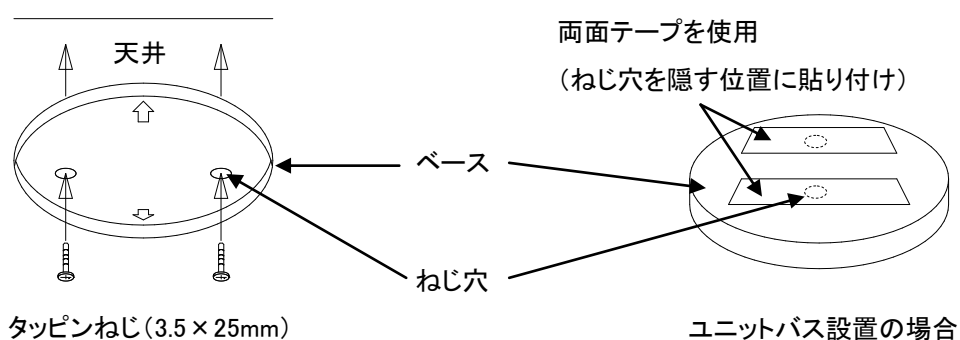 天井
両面テープを使用
（ねじ穴を隠す位置に貼り付け）
ベース
ねじ穴
タッピンねじ（3.5×25mm）
ユニットバス設置の場合